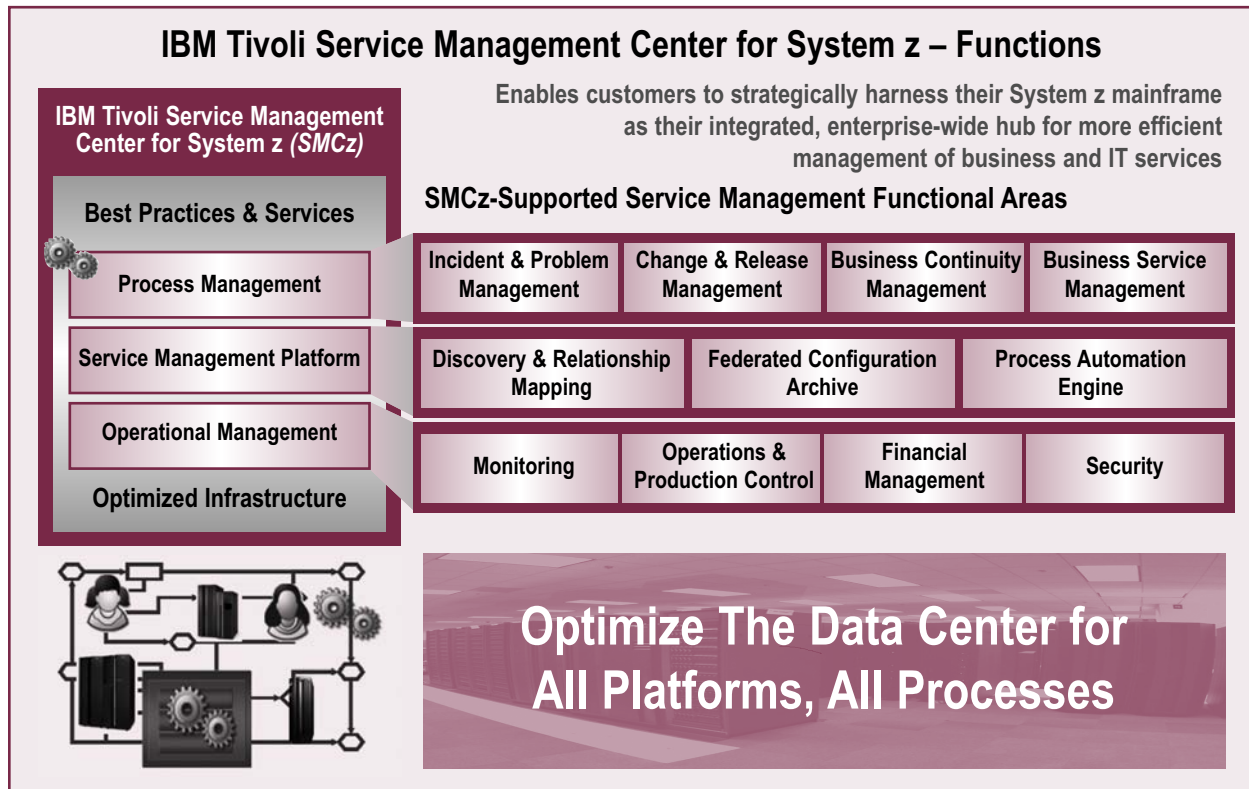 IBM Tivoli Service Management Center for System z – Functions
IBM Tivoli Service Management
Center for System z (SMCz)
Best Practices & Services
Process Management
Service Management Platform
Operational Management
Optimized Infrastructure
Enables customers to strategically harness their System z mainframe
as their integrated, enterprise-wide hub for more efficient
management of business and IT services
SMCz-Supported Service Management Functional Areas
Incident & Problem
Management
Change & Release
Management
Business Continuity
Management
Business Service
Management
Discovery & Relationship
Mapping
Federated Configuration
Archive
Process Automation
Engine
Monitoring
Operations &
Production Control
Financial
Management
Security
Optimize The Data Center for
All Platforms, All Processes